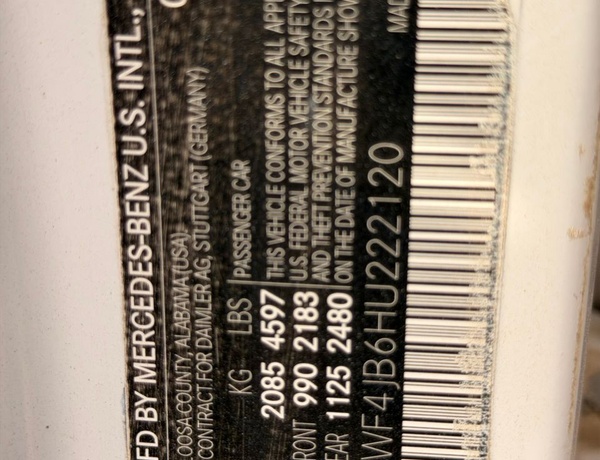 FD BY MERCEDES-BENZ U.S. INTL.,
LOOSA COUNTY, ALABAMA (USA)
CONTRACT FOR DAIMLER AG, STUTTGART (GERMANY)
KG LBS
2085 4597
RONT 990 2183
EAR 1125 2480
PASSENGER CAR
THIS VEHICLE CONFORMS TO ALL APP
U.S. FEDERAL MOTOR VEHICLE SAFETY
AND THEFT PREVENTION STANDARDS
ON THE DATE OF MANUFACTURE SHOW
WF4JB6HU222120
MAD